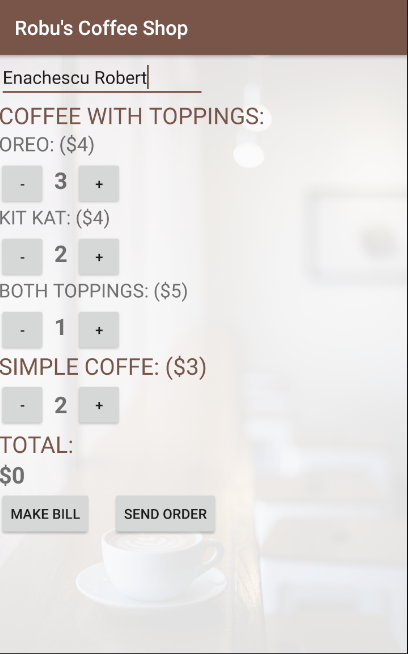 Robu's Coffee Shop
Enachescu Robert
COFFEE WITH TOPPINGS:
OREO: ($4)
- 3 +
KIT KAT: ($4)
- 2 +
BOTH TOPPINGS: ($5)
- 1 +
SIMPLE COFFE: ($3)
- 2 +
TOTAL:
$0
MAKE BILL SEND ORDER